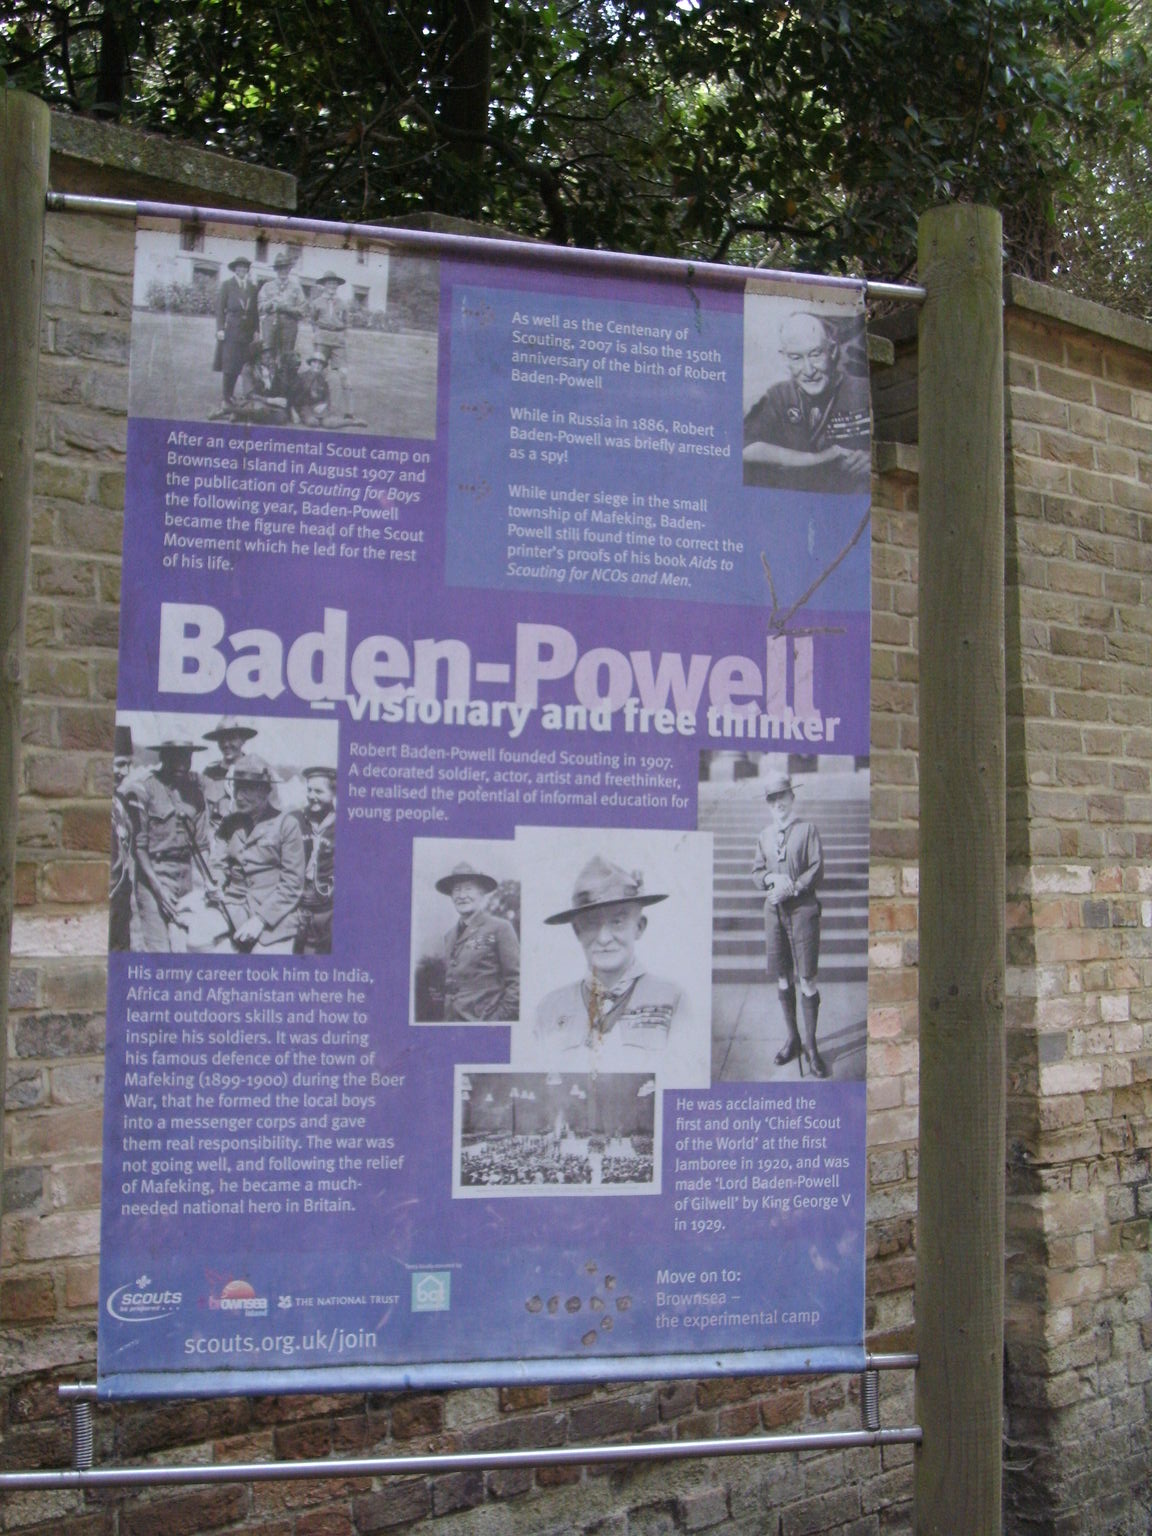 After an experimental Scout camp on
Brownsea Island in August 1907 and
the publication of Scouting for Boys
the following year, Baden-Powell
became the figure head of the Scout
Movement which he led for the rest
of his life.
As well as the Centenary of
Scouting, 2007 is also the 150th
anniversary of the birth of Robert
Baden-Powell
While in Russia in 1886, Robert
Baden-Powell was briefly arrested
as a spy!
While under siege in the small
township of Mafeking, Baden-
Powell still found time to correct the
printer's proofs of his book Aids to
Scouting for NCOs and Men.
Baden-Powell
– visionary and free thinker
Robert Baden-Powell founded Scouting in 1907.
A decorated soldier, actor, artist and freethinker,
he realised the potential of informal education for
young people.
His army career took him to India,
Africa and Afghanistan where he
learnt outdoors skills and how to
inspire his soldiers. It was during
his famous defence of the town of
Mafeking (1899-1900) during the Boer
War, that he formed the local boys
into a messenger corps and gave
them real responsibility. The war was
not going well, and following the relief
of Mafeking, he became a much-
needed national hero in Britain.
He was acclaimed the
first and only 'Chief Scout
of the World' at the first
Jamboree in 1920, and was
made 'Lord Baden-Powell
of Gilwell' by King George V
in 1929.
scouts
be prepared...
Brownsea
Island
THE NATIONAL TRUST
scouts.org.uk/join
Move on to:
Brownsea –
the experimental camp